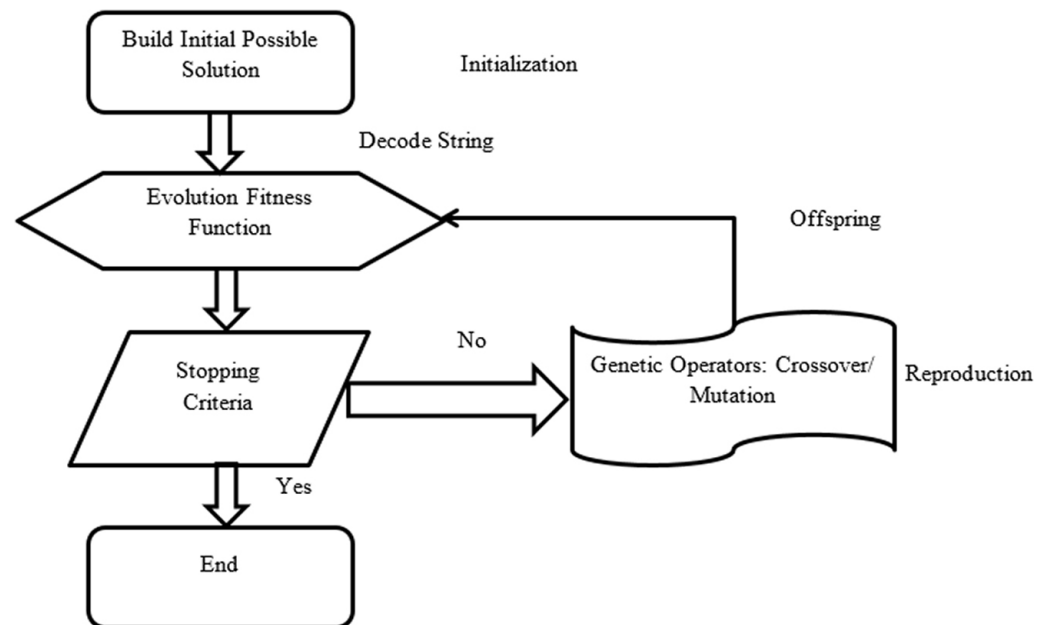 Build Initial Possible
Solution
Initialization
Decode String
Evolution Fitness
Function
Offspring
No
Stopping
Criteria
Genetic Operators: Crossover/
Mutation
Reproduction
Yes
End